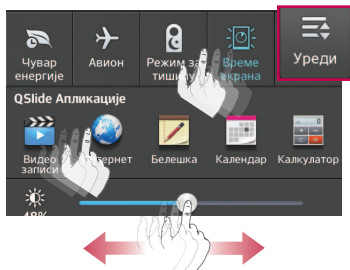 Чувар енергије
Авион
Режим за тишину
Време екрана
Уреди
QSlide Апликације
Видео записи
Интернет
Белешка
Календар
Калкулатор
48%